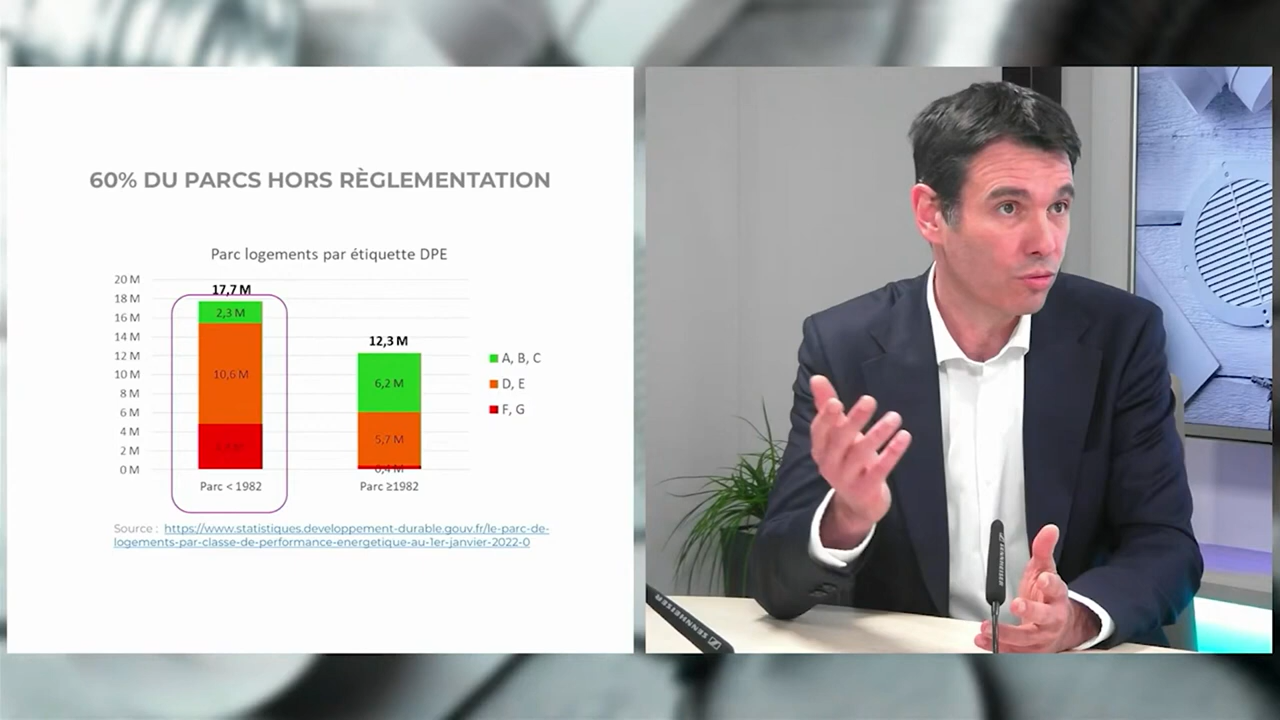 60% DU PARCS HORS RÈGLEMENTATION
Parc logements par étiquette DPE
20 M
18 M
16 M
14 M
12 M
10 M
8 M
6 M
4 M
2 M
0 M
17,7 M
2,3 M
10,6 M
12,3 M
6,2 M
5,7 M
0,4 M
Parc < 1982
Parc ≥1982
A, B, C
D, E
F, G
Source : https://www.statistiques.developpement-durable.gouv.fr/le-parc-de-
logements-par-classe-de-performance-energetique-au-1er-janvier-2022-0
SENNHEISER
SENNHEISER